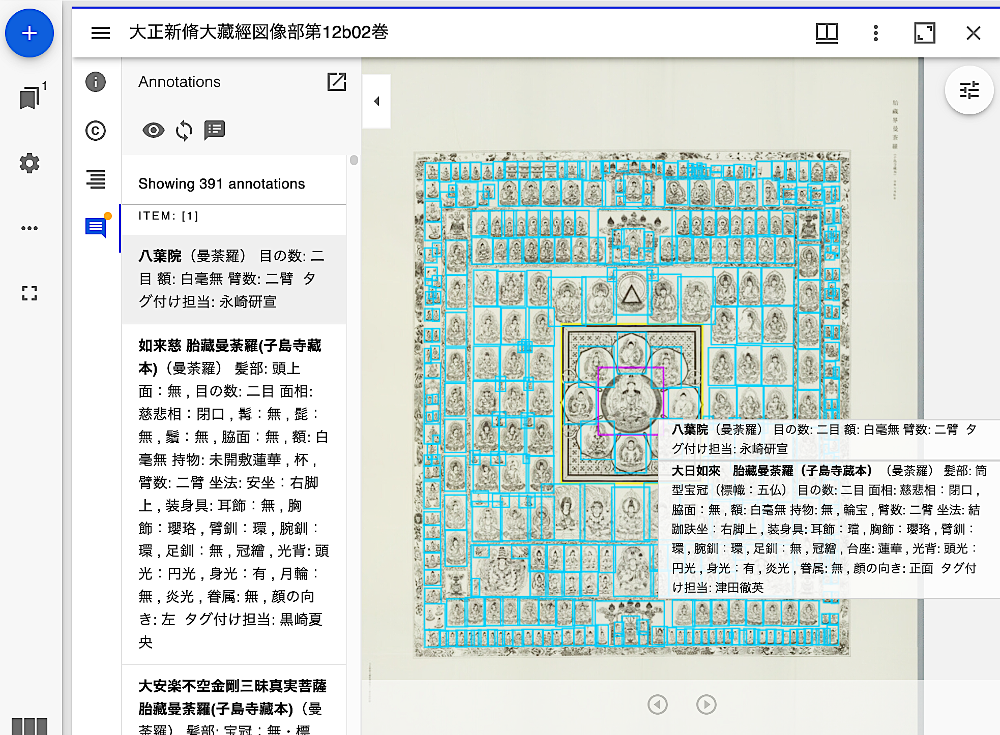 大正新脩大藏經図像部第12b02巻
1
Annotations
Showing 391 annotations
ITEM: [1]
八葉院（曼荼羅） 目の数: 二
目 額: 白毫無 臂数: 二臂 タ
グ付け担当: 永崎研宣
如来慈 胎蔵曼荼羅(子島寺蔵
本)（曼荼羅） 髪部: 頭上
面：無 , 目の数: 二目 面相:
慈悲相：閉口 , 髯：無 , 髭：
無 , 鬚：無 , 脇面：無 , 額: 白
毫無 持物: 未開敷蓮華 , 杯 ,
臂数: 二臂 坐法: 安坐：右脚
上 , 装身具: 耳飾：無 , 胸
飾：瓔珞 , 臂釧：環 , 腕釧：
環 , 足釧：無 , 冠繒 , 光背: 頭
光：円光 , 身光：有 , 月輪：
無 , 炎光 , 眷属: 無 , 顔の向
き: 左 タグ付け担当: 黒崎夏
央
大安楽不空金剛三昧真実菩薩
胎蔵曼荼羅(子島寺蔵本)（曼
荼羅） 髪部: 宝冠：無・標
胎藏界曼荼羅
八葉院（曼荼羅） 目の数: 二目 額: 白毫無 臂数: 二臂 タ
グ付け担当: 永崎研宣
大日如來 胎蔵曼荼羅（子島寺蔵本）（曼荼羅） 髪部: 筒
型宝冠（標幟：五仏） 目の数: 二目 面相: 慈悲相：閉口 ,
脇面：無 , 額: 白毫無 持物: 無 , 輪宝 , 臂数: 二臂 坐法: 結
跏趺坐：右脚上 , 装身具: 耳飾：璫 , 胸飾：瓔珞 , 臂釧：
環 , 腕釧：環 , 足釧：無 , 冠繒 , 台座: 蓮華 , 光背: 頭光：
円光 , 身光：有 , 炎光 , 眷属: 無 , 顔の向き: 正面 タグ付
け担当: 津田徹英